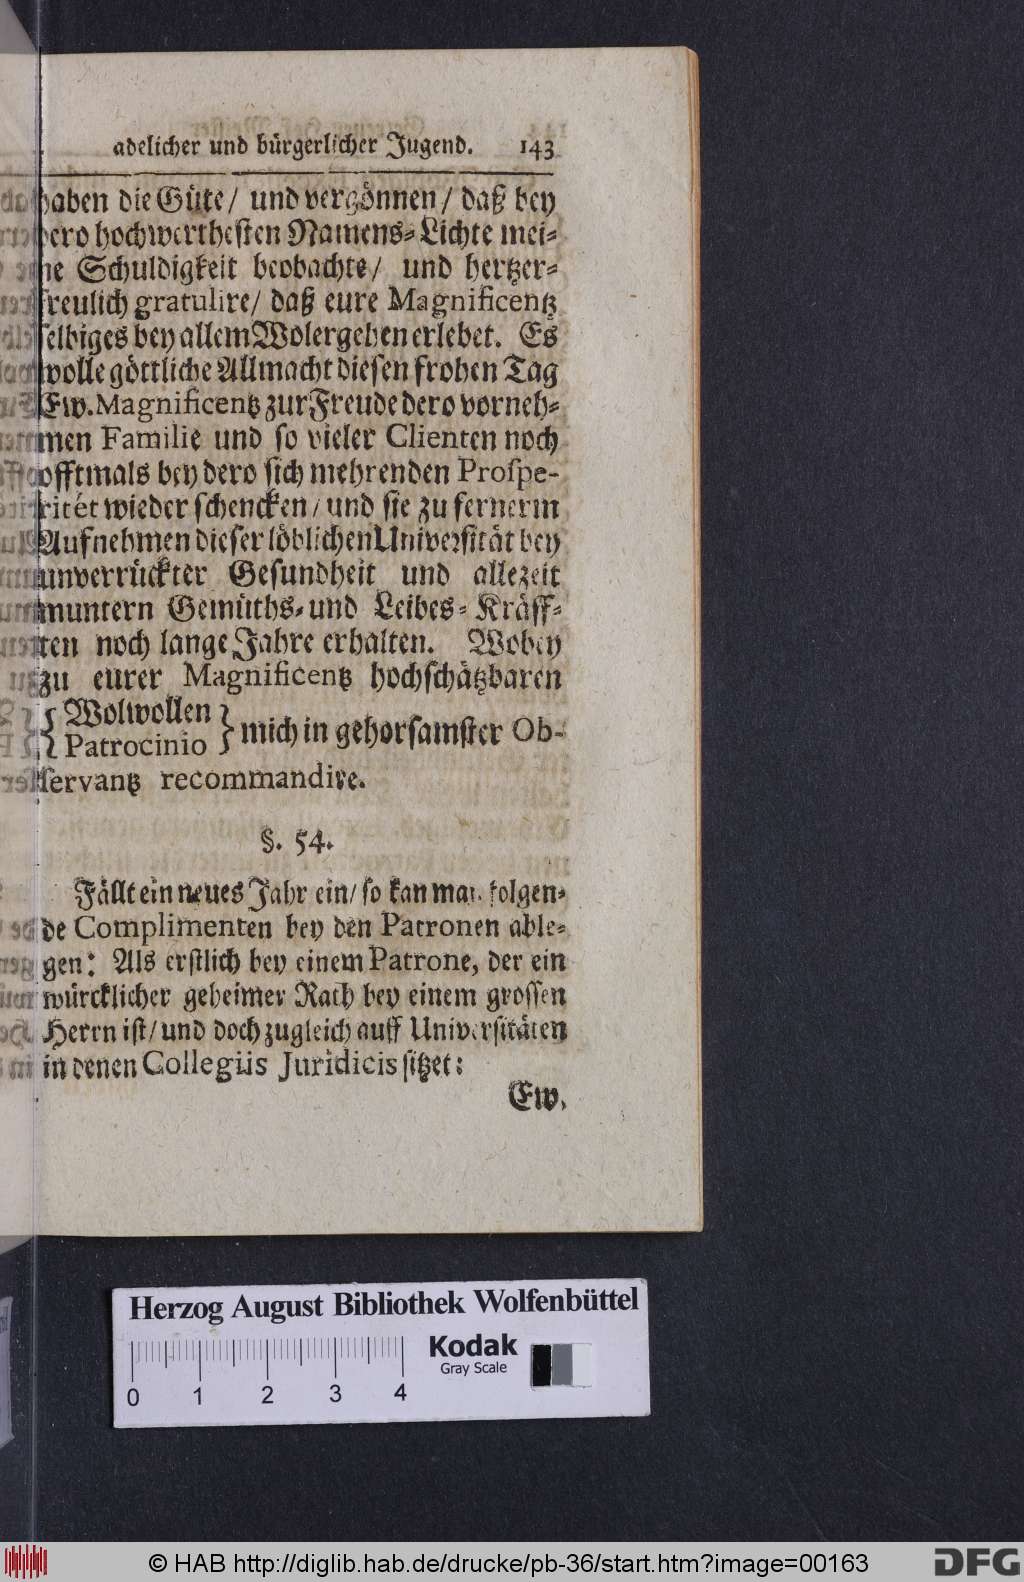 adelicher und bürgerlicher Jugend. 143
haben die Güte/ und vergönnen/ daß bey
dero hochwerthesten Namens-Lichte mei-
ne Schuldigkeit beobachte/ und hertzer-
freulich gratulire/ daß eure Magnificentz
selbiges bey allem Wolergehen erlebet. Es
wolle göttliche Allmacht diesen frohen Tag
Ew. Magnificentz zur Freude dero vorneh-
men Familie und so vieler Clienten noch
offtmals bey dero sich mehrenden Prospe-
ritét wieder schencken/ und sie zu fernerm
Aufnehmen dieser löblichen Universität bey
unverrückter Gesundheit und allezeit
muntern Gemüths- und Leibes-Kräff-
ten noch lange Jahre erhalten. Wobey
zu eurer Magnificentz hochschätzbaren
{ Wolwollen
{ Patrocinio } mich in gehorsamster Ob-
servantz recommandire.
§. 54.
Fällt ein neues Jahr ein/ so kan man folgen-
de Complimenten bey den Patronen able-
gen: Als erstlich bey einem Patrone, der ein
würcklicher geheimer Rath bey einem grossen
Herrn ist/ und doch zugleich auff Universitäten
in denen Collegiis Juridicis sitzet:
Ew.
Herzog August Bibliothek Wolfenbüttel
Kodak
Gray Scale
0 1 2 3 4
© HAB http://diglib.hab.de/drucke/pb-36/start.htm?image=00163
DFG